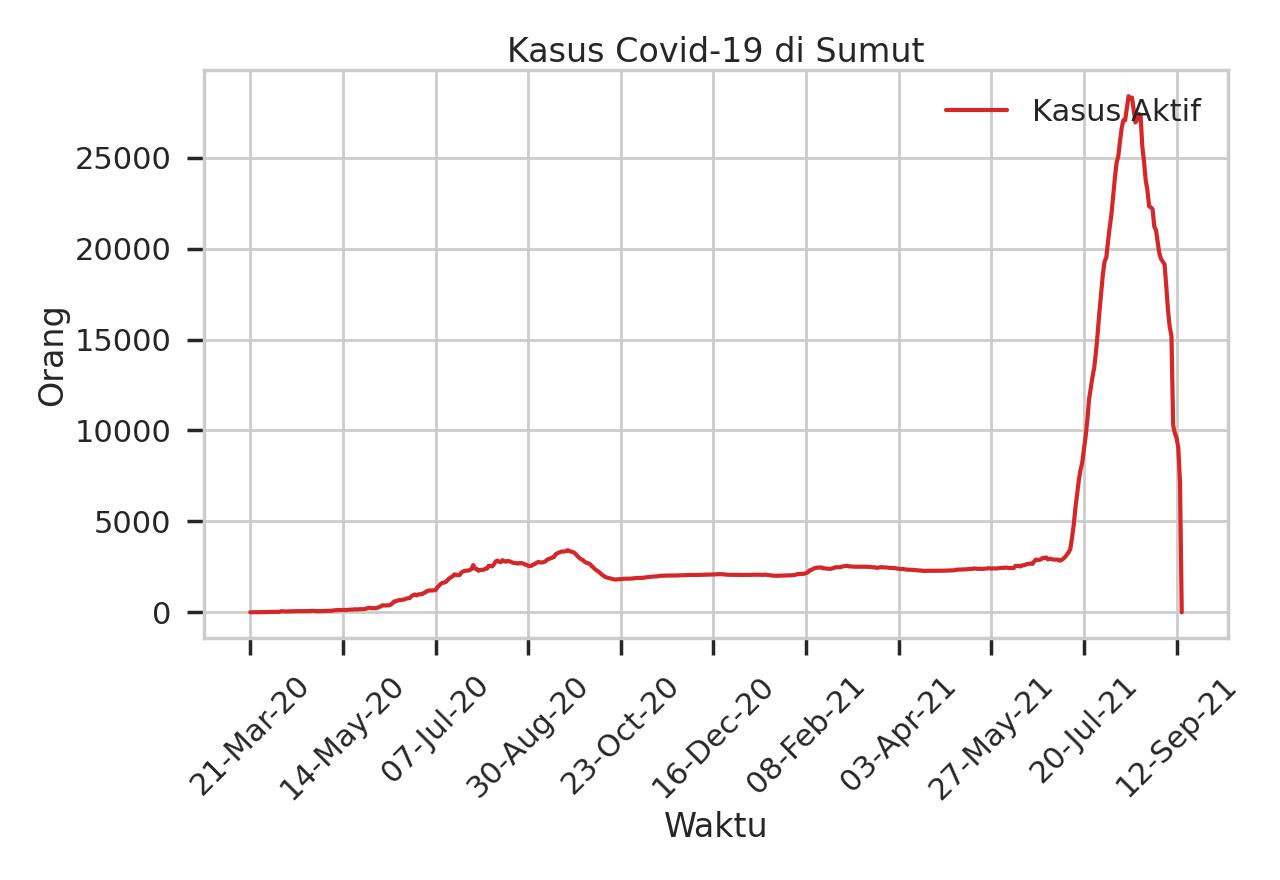 Kasus Covid-19 di Sumut
Kasus Aktif
Orang
25000
20000
15000
10000
5000
0
21-Mar-20
14-May-20
07-Jul-20
30-Aug-20
23-Oct-20
16-Dec-20
08-Feb-21
03-Apr-21
27-May-21
20-Jul-21
12-Sep-21
Waktu